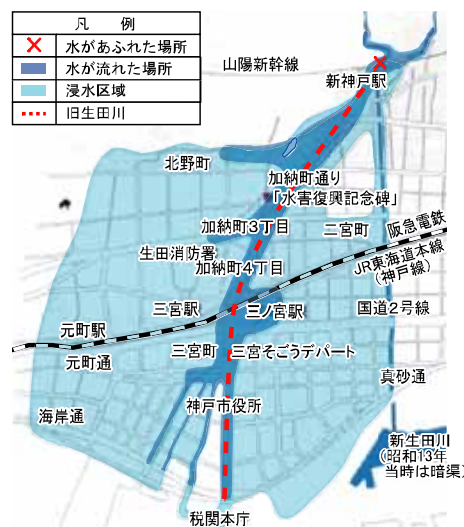 凡 例
水があふれた場所
水が流れた場所
浸水区域
旧生田川
山陽新幹線
新神戸駅
北野町
加納町通り
「水害復興記念碑」
加納町3丁目
二宮町
阪急電鉄
生田消防署
加納町4丁目
JR東海道本線
(神戸線)
三宮駅
三ノ宮駅
国道2号線
元町駅
元町通
三宮町
三宮そごうデパート
真砂通
海岸通
神戸市役所
新生田川
(昭和13年
当時は暗渠)
税関本庁